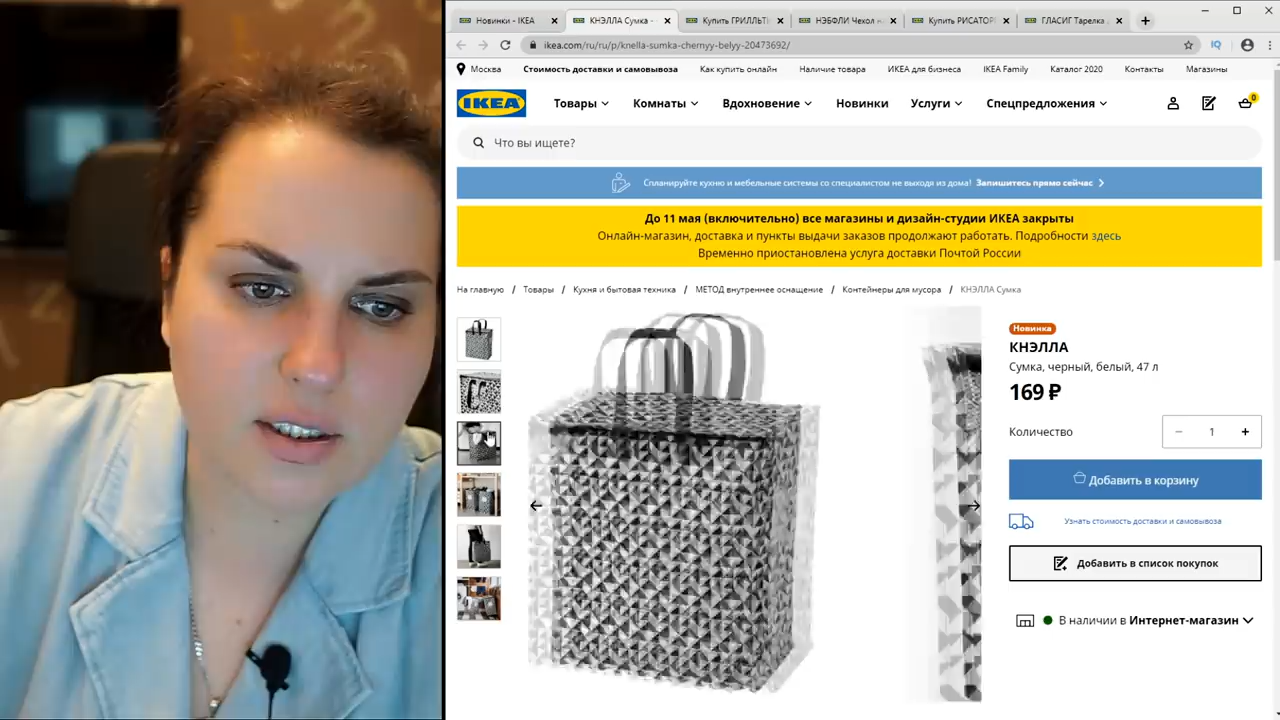 Новинки - IKEA
КНЭЛЛА Сумка -
Купить ГРИЛЛЬТИ
НЭБФЛИ Чехол н
Купить РИСАТОР
ГЛАСИГ Тарелка
ikea.com/ru/ru/p/knella-sumka-chernyy-belyy-20473692/
IQ
Москва
Стоимость доставки и самовывоза
Как купить онлайн
Наличие товара
ИКЕА для бизнеса
IKEA Family
Каталог 2020
Контакты
Магазины
IKEA
Товары
Комнаты
Вдохновение
Новинки
Услуги
Спецпредложения
0
Что вы ищете?
Спланируйте кухню и мебельные системы со специалистом не выходя из дома! Запишитесь прямо сейчас
До 11 мая (включительно) все магазины и дизайн-студии ИКЕА закрыты
Онлайн-магазин, доставка и пункты выдачи заказов продолжают работать. Подробности здесь
Временно приостановлена услуга доставки Почтой России
На главную / Товары / Кухня и бытовая техника / МЕТОД внутреннее оснащение / Контейнеры для мусора / КНЭЛЛА Сумка
Новинка
КНЭЛЛА
Сумка, черный, белый, 47 л
169 ₽
Количество
1
Добавить в корзину
Узнать стоимость доставки и самовывоза
Добавить в список покупок
В наличии в Интернет-магазин